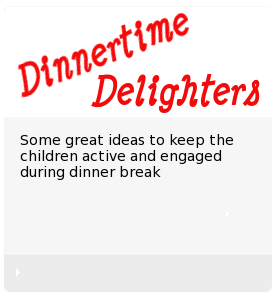 Dinnertime
Delighters
Some great ideas to keep the
children active and engaged
during dinner break